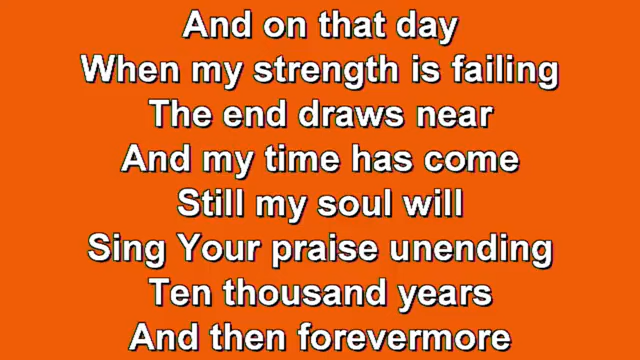 And on that day
When my strength is failing
The end draws near
And my time has come
Still my soul will
Sing Your praise unending
Ten thousand years
And then forevermore